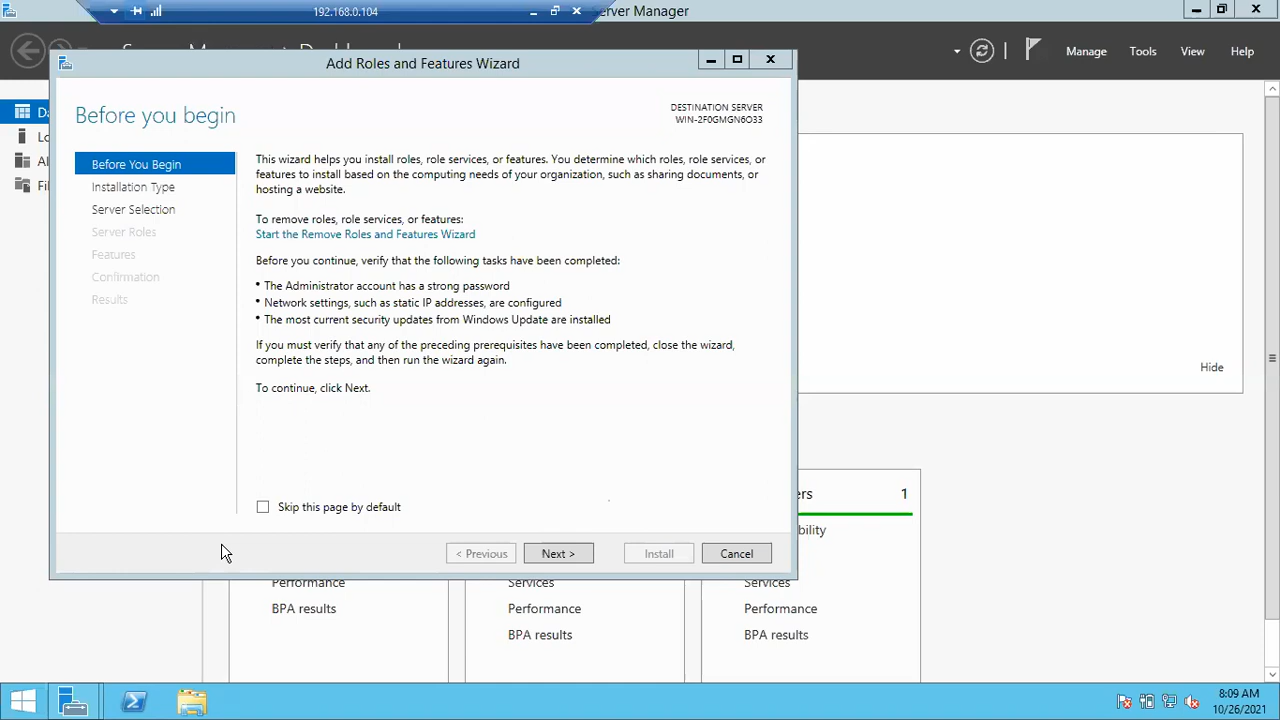 192.168.0.104
erver Manager
Manage
Tools
View
Help
Add Roles and Features Wizard
Before you begin
DESTINATION SERVER
WIN-2F0GMGN6O33
Before You Begin
Installation Type
Server Selection
Server Roles
Features
Confirmation
Results
This wizard helps you install roles, role services, or features. You determine which roles, role services, or
features to install based on the computing needs of your organization, such as sharing documents, or
hosting a website.
To remove roles, role services, or features:
Start the Remove Roles and Features Wizard
Before you continue, verify that the following tasks have been completed:
• The Administrator account has a strong password
• Network settings, such as static IP addresses, are configured
• The most current security updates from Windows Update are installed
If you must verify that any of the preceding prerequisites have been completed, close the wizard,
complete the steps, and then run the wizard again.
To continue, click Next.
Skip this page by default
< Previous
Next >
Install
Cancel
Hide
ers
1
bility
Performance
BPA results
Services
Performance
BPA results
Services
Performance
BPA results
8:09 AM
10/26/2021